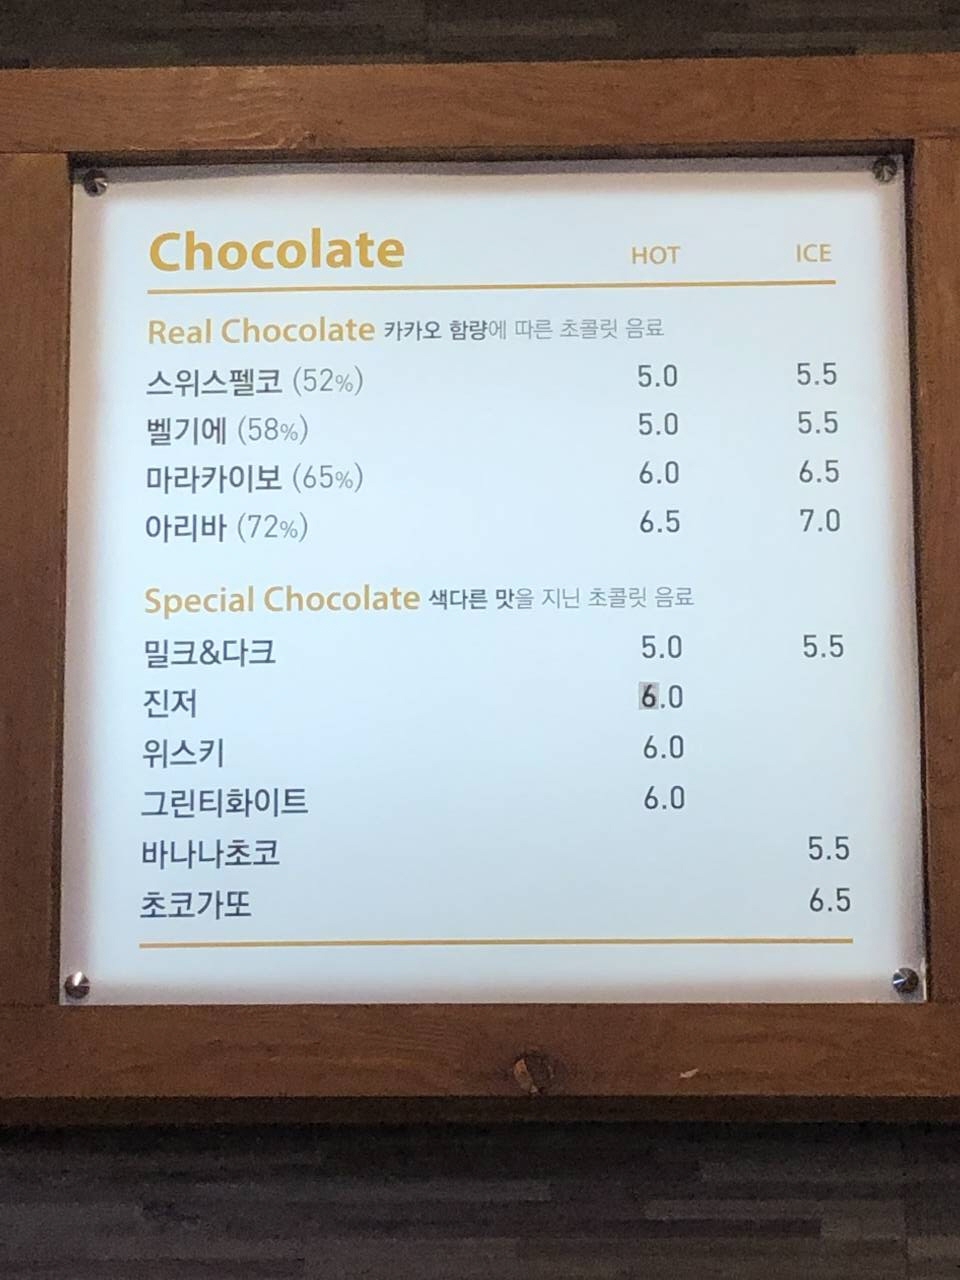 Chocolate HOT ICE
Real Chocolate 카카오 함량에 따른 초콜릿 음료
스위스펠코 (52%) 5.0 5.5
벨기에 (58%) 5.0 5.5
마라카이보 (65%) 6.0 6.5
아리바 (72%) 6.5 7.0
Special Chocolate 색다른 맛을 지닌 초콜릿 음료
밀크&다크 5.0 5.5
진저 6.0
위스키 6.0
그린티화이트 6.0
바나나초코 5.5
초코가또 6.5